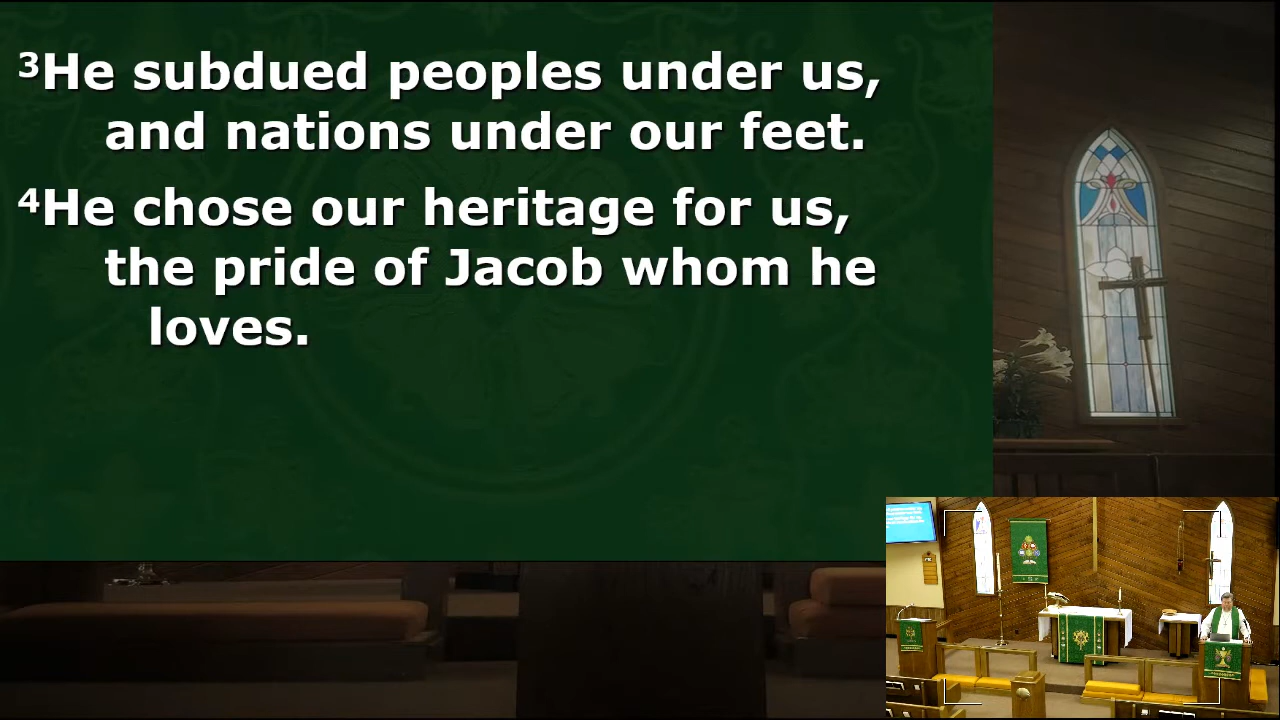 ³He subdued peoples under us,
and nations under our feet.
⁴He chose our heritage for us,
the pride of Jacob whom he
loves.